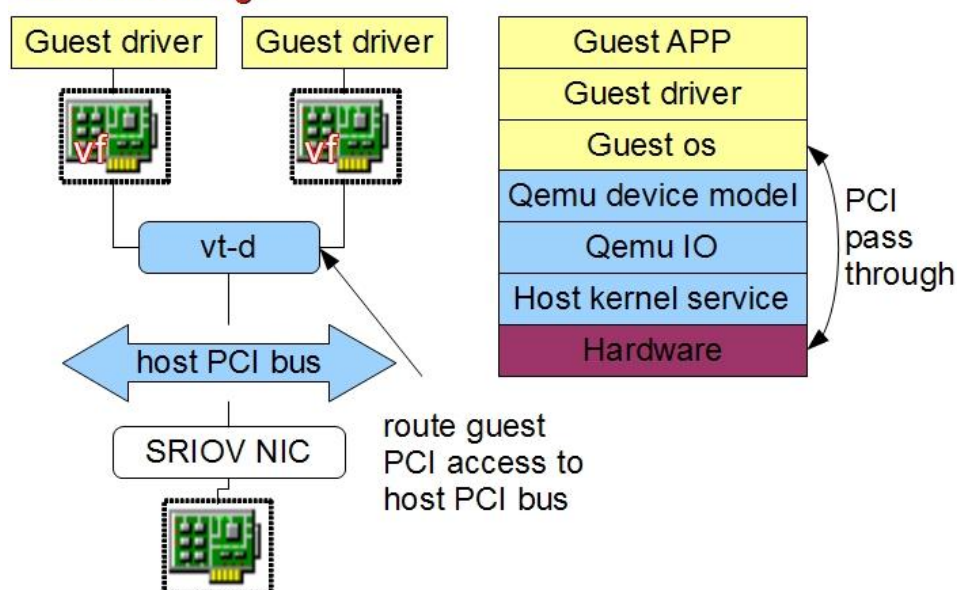 Guest driver
Guest driver
vf
vf
vt-d
host PCI bus
SRIOV NIC
route guest
PCI access to
host PCI bus
Guest APP
Guest driver
Guest os
Qemu device model
Qemu IO
Host kernel service
Hardware
PCI
pass
through